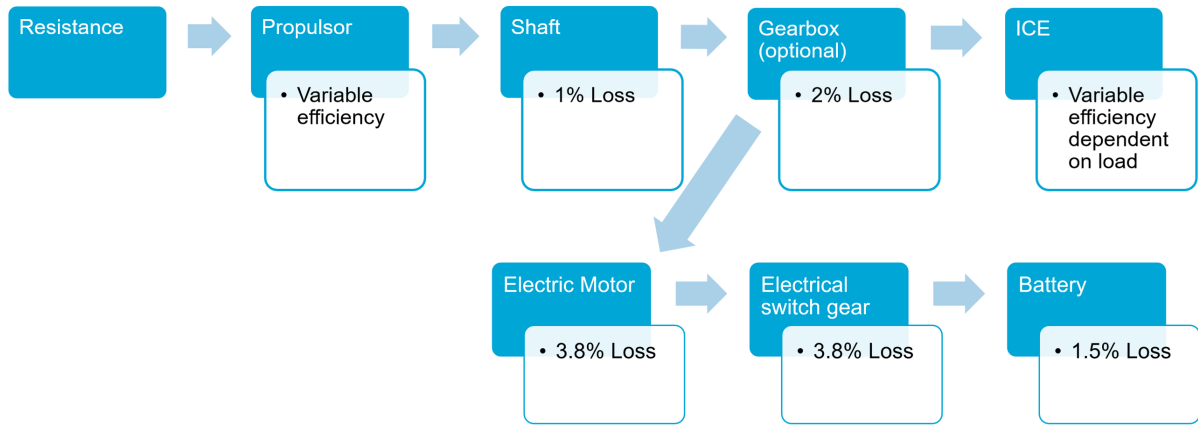 Resistance
Propulsor
• Variable
efficiency
Shaft
• 1% Loss
Gearbox
(optional)
• 2% Loss
ICE
• Variable
efficiency
dependent
on load
Electric Motor
• 3.8% Loss
Electrical
switch gear
• 3.8% Loss
Battery
• 1.5% Loss